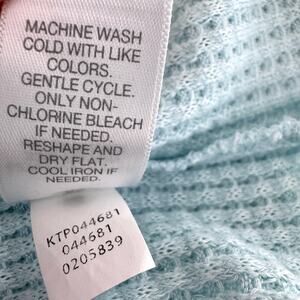 MACHINE WASH
COLD WITH LIKE
COLORS.
GENTLE CYCLE.
ONLY NON-
CHLORINE BLEACH
IF NEEDED.
RESHAPE AND
DRY FLAT.
COOL IRON IF
NEEDED.
KTP044681
044681
0205839